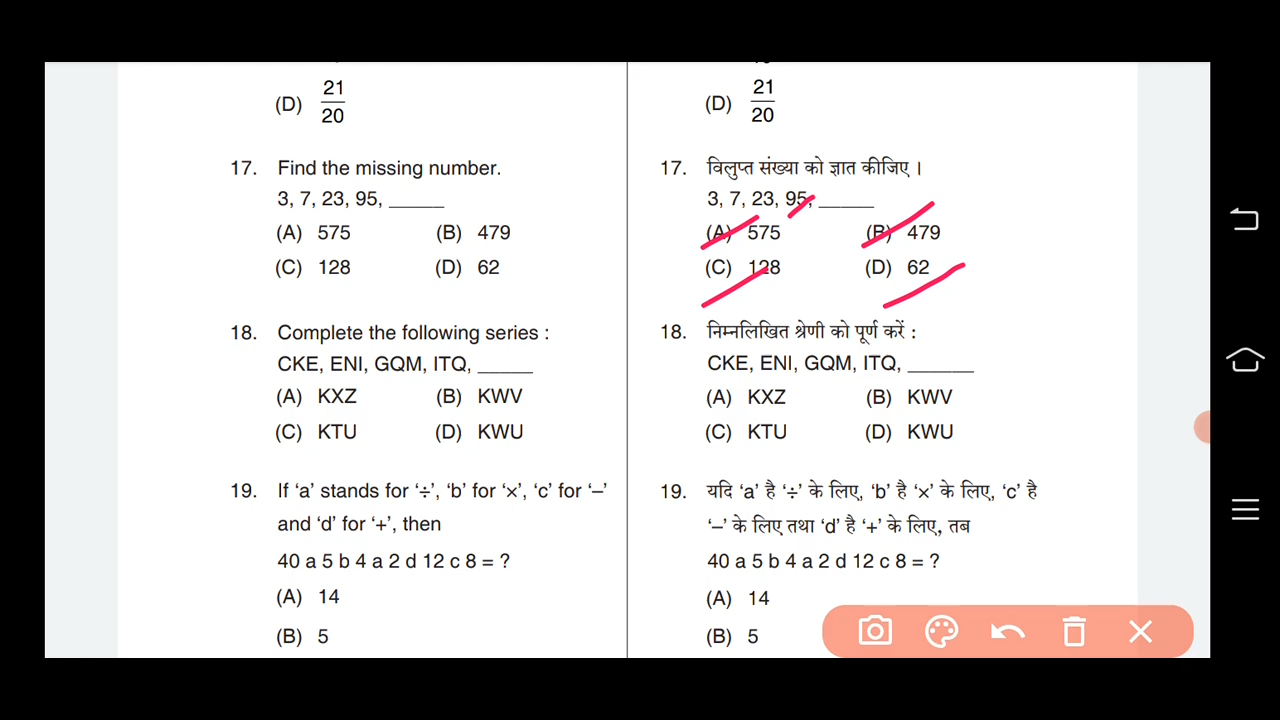 (D) 21/20
17. Find the missing number.
3, 7, 23, 95, _____
(A) 575 (B) 479
(C) 128 (D) 62
18. Complete the following series :
CKE, ENI, GQM, ITQ, _____
(A) KXZ (B) KWV
(C) KTU (D) KWU
19. If ‘a’ stands for ‘÷’, ‘b’ for ‘×’, ‘c’ for ‘–’
and ‘d’ for ‘+’, then
40 a 5 b 4 a 2 d 12 c 8 = ?
(A) 14
(B) 5
(D) 21/20
17. विलुप्त संख्या को ज्ञात कीजिए ।
3, 7, 23, 95, _____
(A) 575 (B) 479
(C) 128 (D) 62
18. निम्नलिखित श्रेणी को पूर्ण करें :
CKE, ENI, GQM, ITQ, ______
(A) KXZ (B) KWV
(C) KTU (D) KWU
19. यदि ‘a’ है ‘÷’ के लिए, ‘b’ है ‘×’ के लिए, ‘c’ है
‘–’ के लिए तथा ‘d’ है ‘+’ के लिए, तब
40 a 5 b 4 a 2 d 12 c 8 = ?
(A) 14
(B) 5